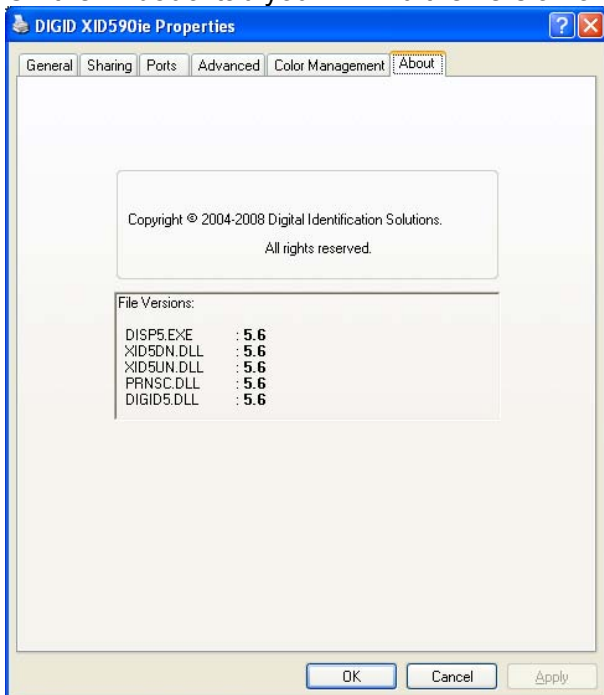 DIGID XID590ie Properties
General Sharing Ports Advanced Color Management About
Copyright © 2004-2008 Digital Identification Solutions.
All rights reserved.
File Versions:
DISP5.EXE : 5.6
XID5DN.DLL : 5.6
XID5UN.DLL : 5.6
PRNSC.DLL : 5.6
DIGID5.DLL : 5.6
OK Cancel Apply